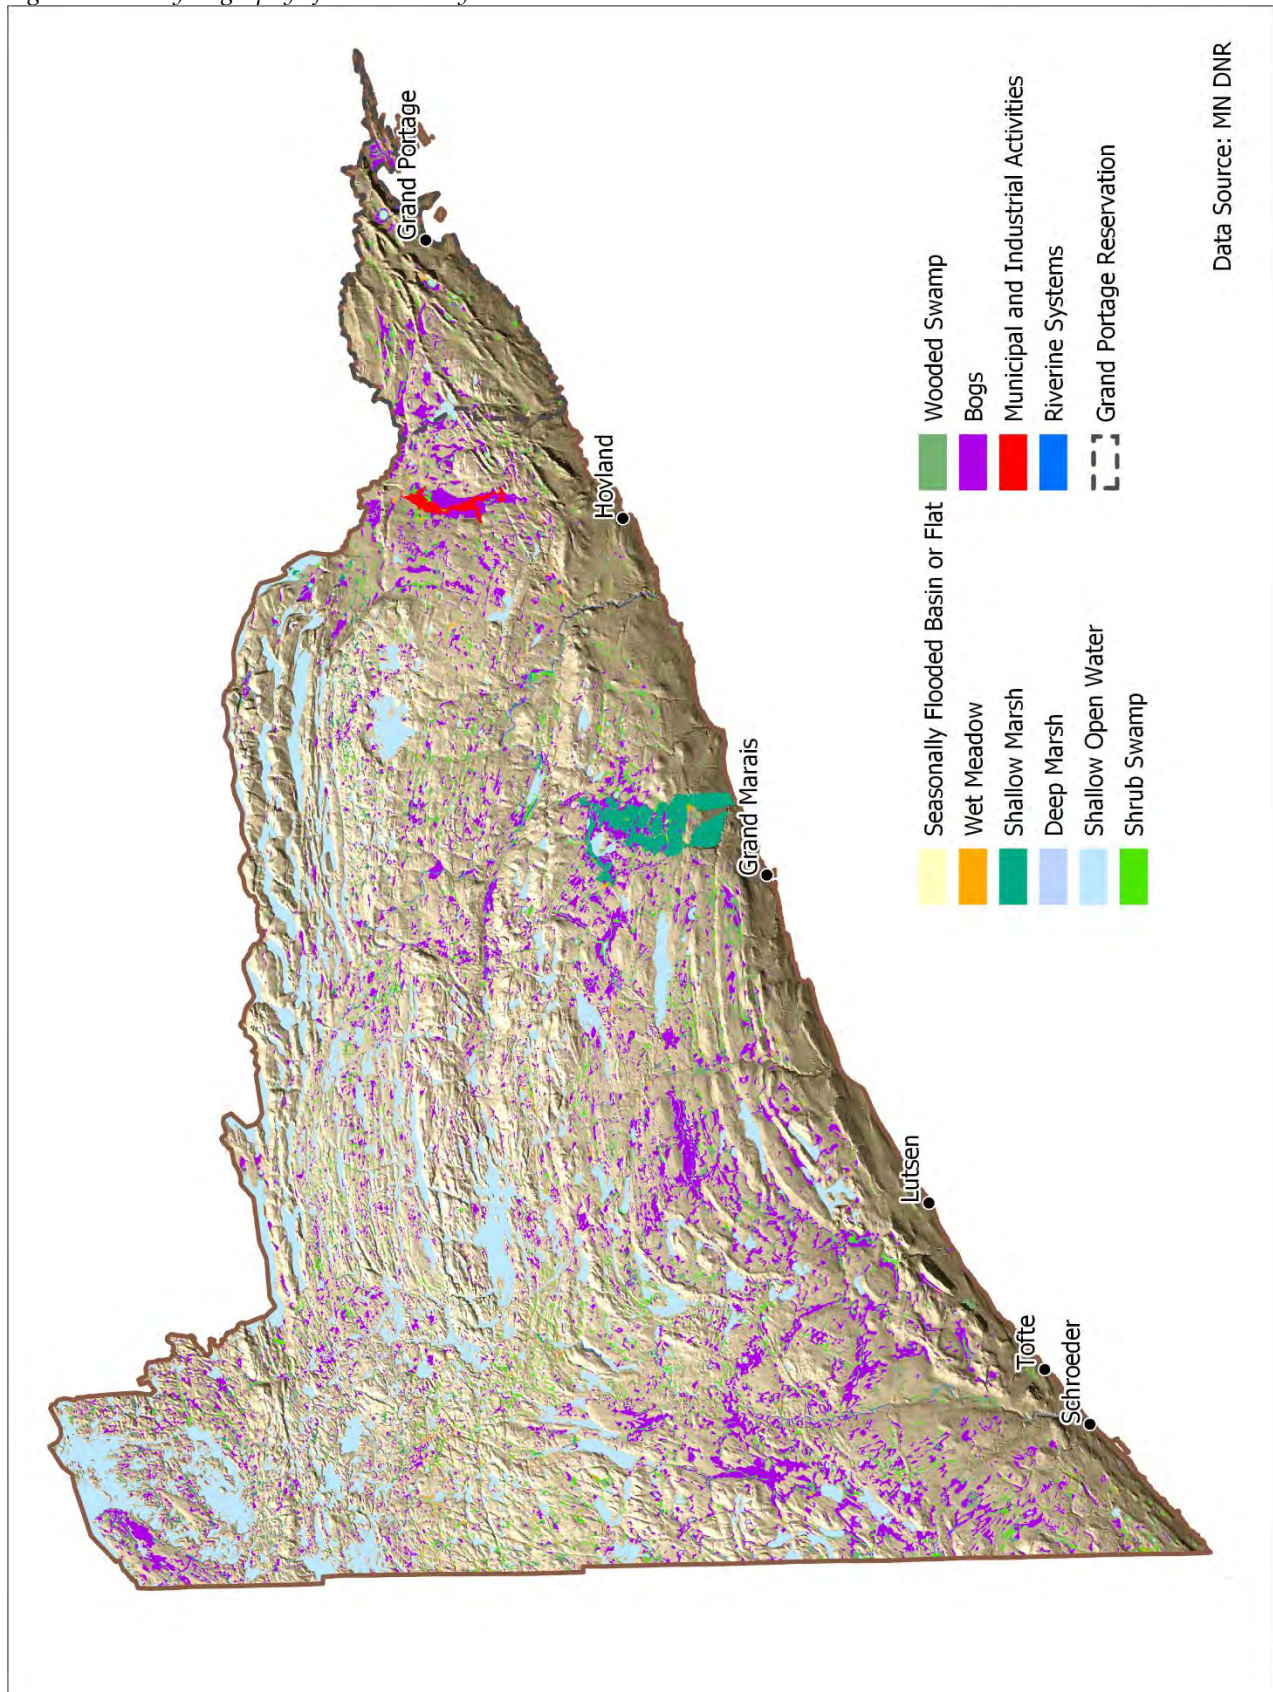 Grand Portage
Hovland
Grand Marais
Lutsen
Tofte
Schroeder
Seasonally Flooded Basin or Flat
Wet Meadow
Shallow Marsh
Deep Marsh
Shallow Open Water
Shrub Swamp
Wooded Swamp
Bogs
Municipal and Industrial Activities
Riverine Systems
Grand Portage Reservation
Data Source: MN DNR